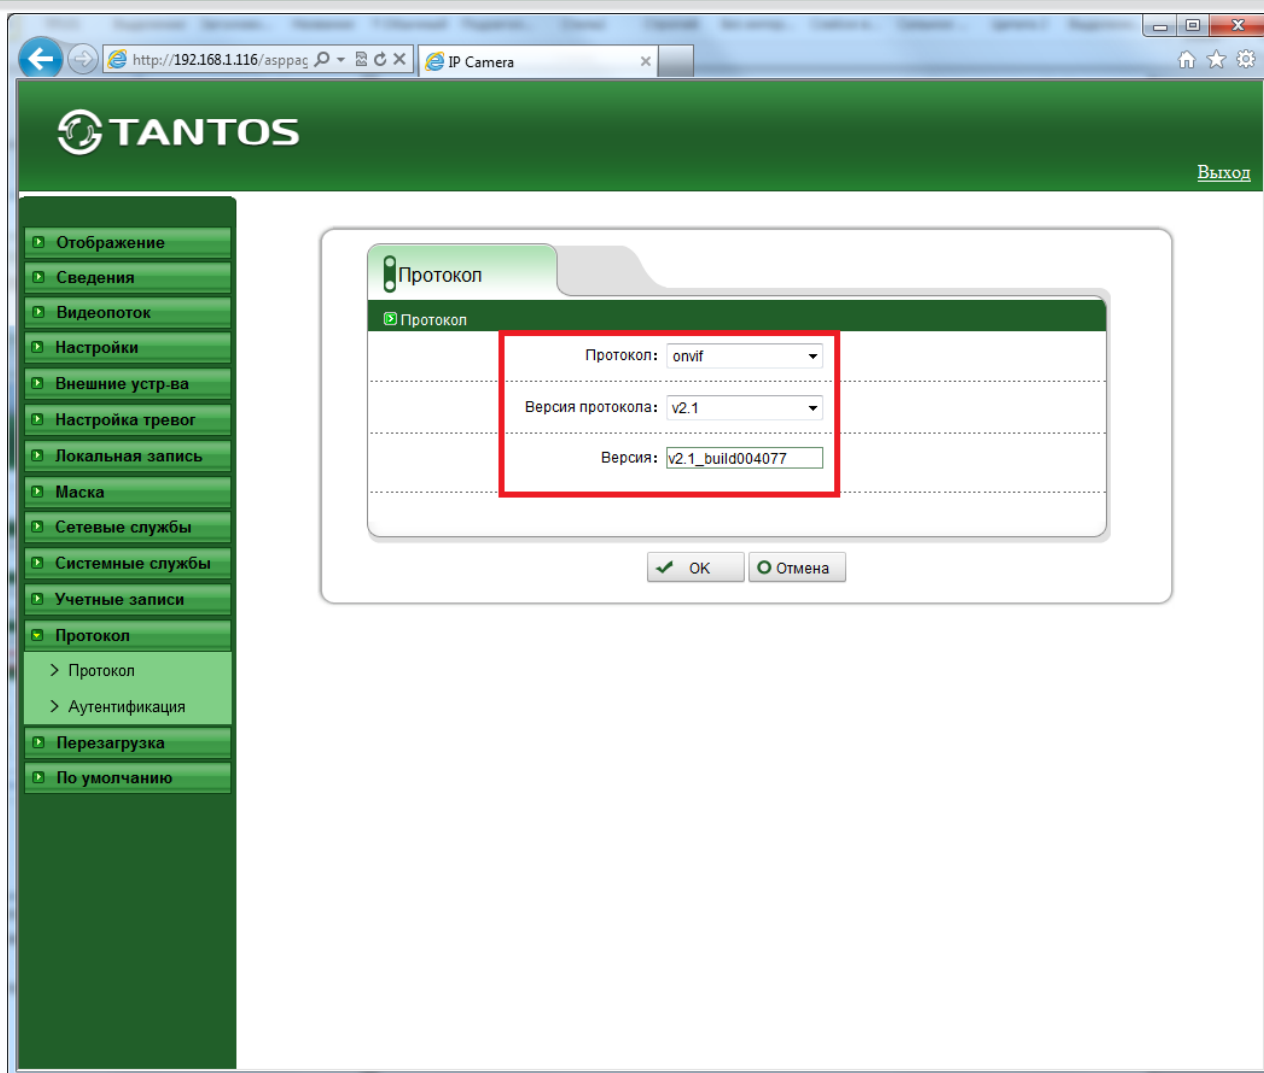 http://192.168.1.116/asppag
IP Camera
TANTOS
Выход
Отображение
Сведения
Видеопоток
Настройки
Внешние устр-ва
Настройка тревог
Локальная запись
Маска
Сетевые службы
Системные службы
Учетные записи
Протокол
Протокол
Аутентификация
Перезагрузка
По умолчанию
Протокол
Протокол
Протокол: onvif
Версия протокола: v2.1
Версия: v2.1_build004077
OK Отмена